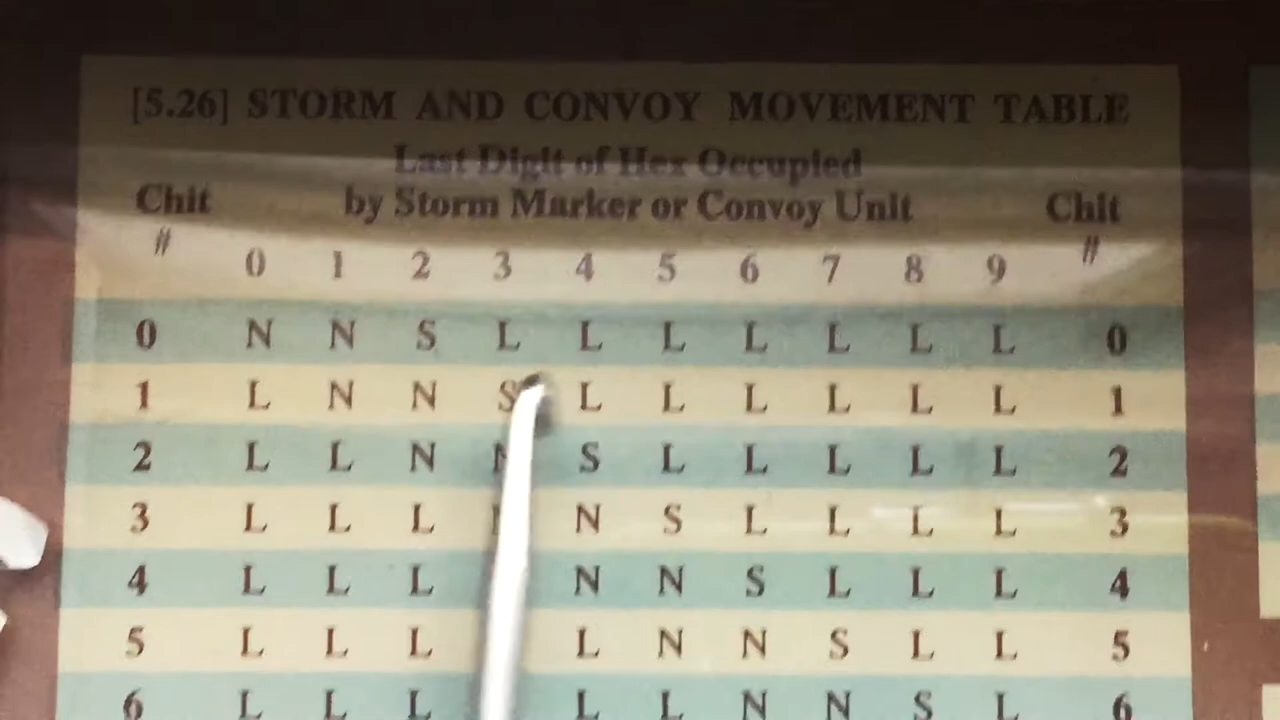 [5.26] STORM AND CONVOY MOVEMENT TABLE
Last Digit of Hex Occupied
Chit by Storm Marker or Convoy Unit Chit
# 0 1 2 3 4 5 6 7 8 9 #
0 N N S L L L L L L L 0
1 L N N S L L L L L L 1
2 L L N N S L L L L L 2
3 L L L N S L L L L 3
4 L L L N N S L L L 4
5 L L L L N N S L L 5
6 L L L L L N N S L 6